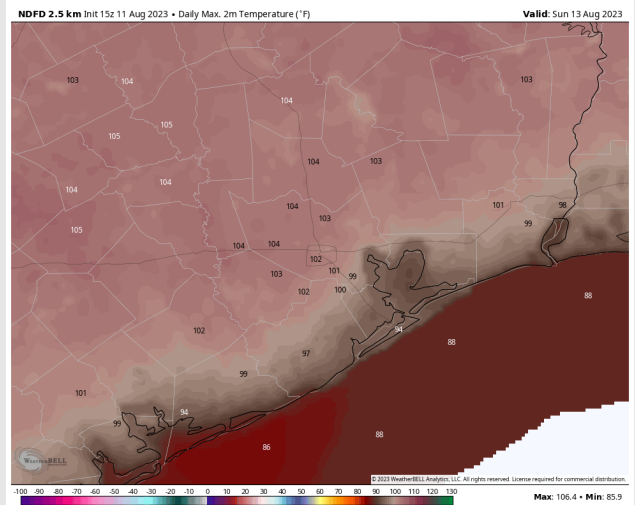 NDFD 2.5 km Init 15z 11 Aug 2023 • Daily Max. 2m Temperature (˚F) Valid: Sun 13 Aug 2023
103 104 103
104
105
105
104 103
104 104
104 101 98
103 99
105
104 104
102
103 101 99
102 100 88
102 94
88
97
99
101
94
99
88
86
WeatherBELL
© 2023 WeatherBELL Analytics, LLC. All rights reserved. License required for commercial distribution.
-100 -90 -80 -70 -60 -50 -40 -30 -20 -10 0 10 20 30 40 50 60 70 80 90 100 110 120 130
Max: 106.4 • Min: 85.9